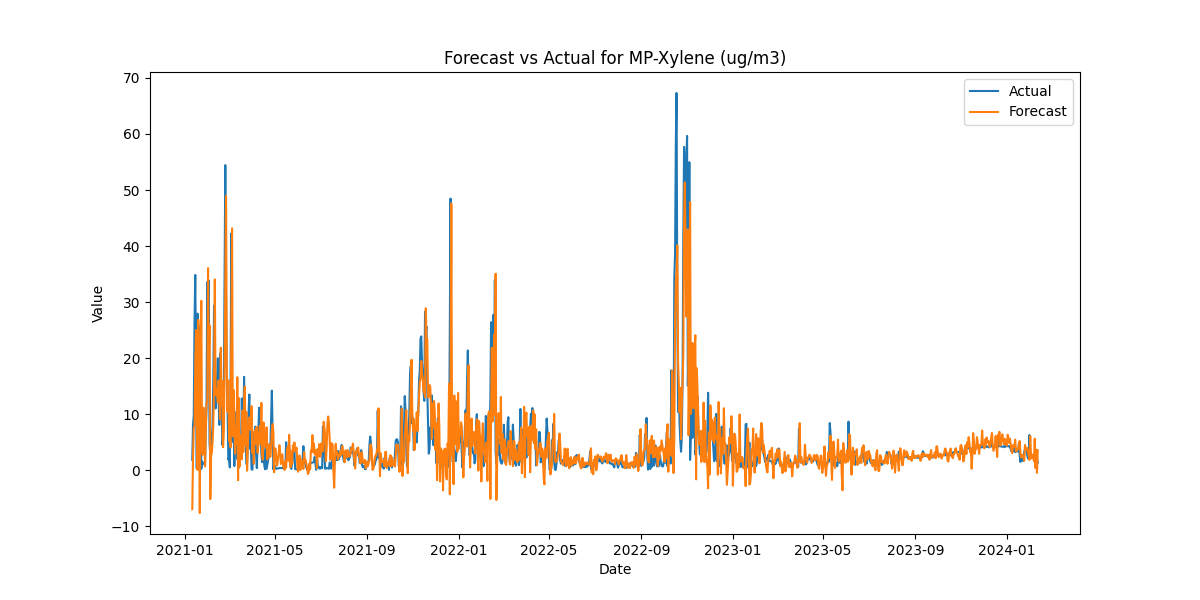 Forecast vs Actual for MP-Xylene (ug/m3)
Actual
Forecast
Value
70
60
50
40
30
20
10
0
−10
2021-01 2021-05 2021-09 2022-01 2022-05 2022-09 2023-01 2023-05 2023-09 2024-01
Date